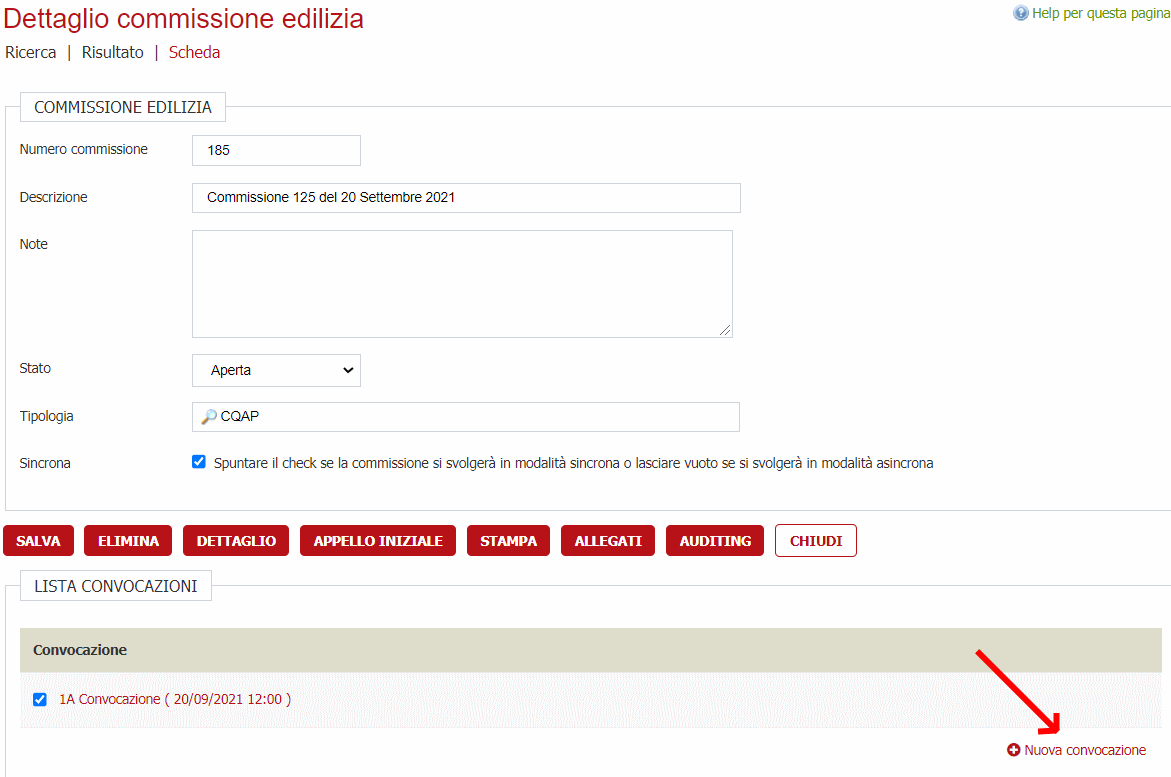 Dettaglio commissione edilizia
Help per questa pagina
Ricerca | Risultato | Scheda
COMMISSIONE EDILIZIA
Numero commissione 185
Descrizione Commissione 125 del 20 Settembre 2021
Note
Stato Aperta
Tipologia CQAP
Sincrona Spuntare il check se la commissione si svolgerà in modalità sincrona o lasciare vuoto se si svolgerà in modalità asincrona
SALVA ELIMINA DETTAGLIO APPELLO INIZIALE STAMPA ALLEGATI AUDITING CHIUDI
LISTA CONVOCAZIONI
Convocazione
1A Convocazione ( 20/09/2021 12:00 )
Nuova convocazione